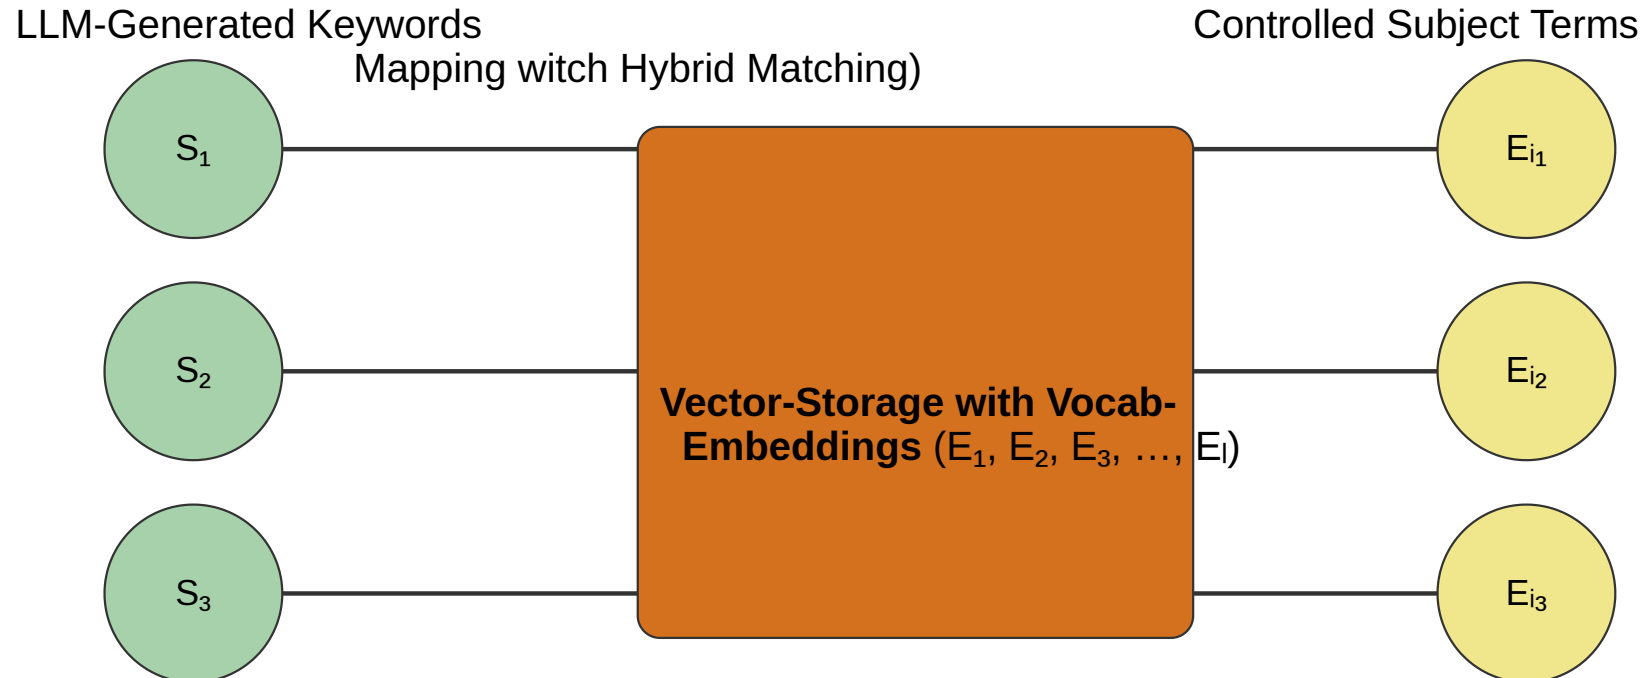 LLM-Generated Keywords
Controlled Subject Terms
Mapping witch Hybrid Matching)
S₁
Eᵢ₁
S₂
Eᵢ₂
Vector-Storage with Vocab-
Embeddings (E₁, E₂, E₃, …, Eₗ)
S₃
Eᵢ₃